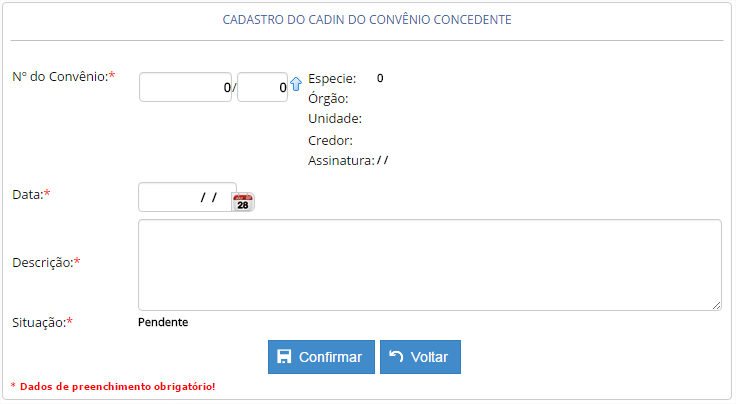 CADASTRO DO CADIN DO CONVÊNIO CONCEDENTE
Nº do Convênio:* 0/ 0 Especie: 0
Órgão:
Unidade:
Credor:
Assinatura: / /
Data:* / / 28
Descrição:*
Situação:* Pendente
Confirmar Voltar
* Dados de preenchimento obrigatório!